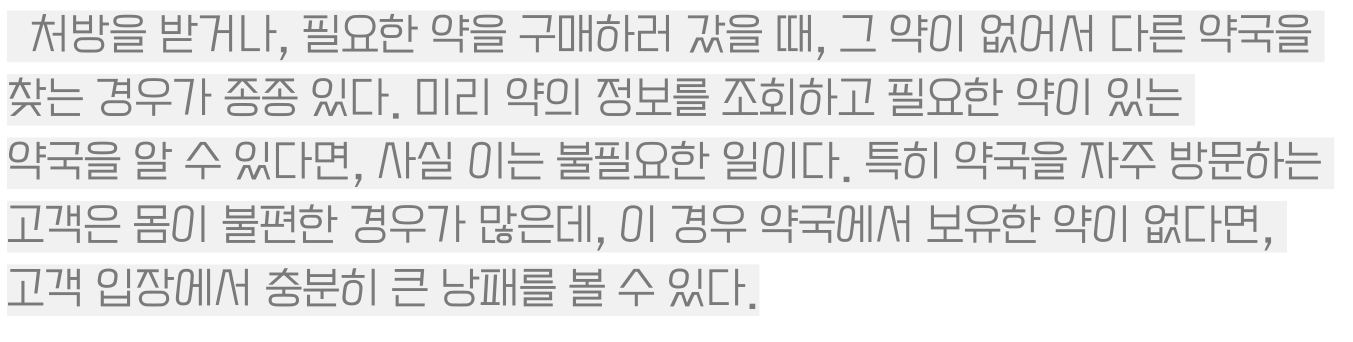 처방을 받거나, 필요한 약을 구매하러 갔을 때, 그 약이 없어서 다른 약국을
찾는 경우가 종종 있다. 미리 약의 정보를 조회하고 필요한 약이 있는
약국을 알 수 있다면, 사실 이는 불필요한 일이다. 특히 약국을 자주 방문하는
고객은 몸이 불편한 경우가 많은데, 이 경우 약국에서 보유한 약이 없다면,
고객 입장에서 충분히 큰 낭패를 볼 수 있다.